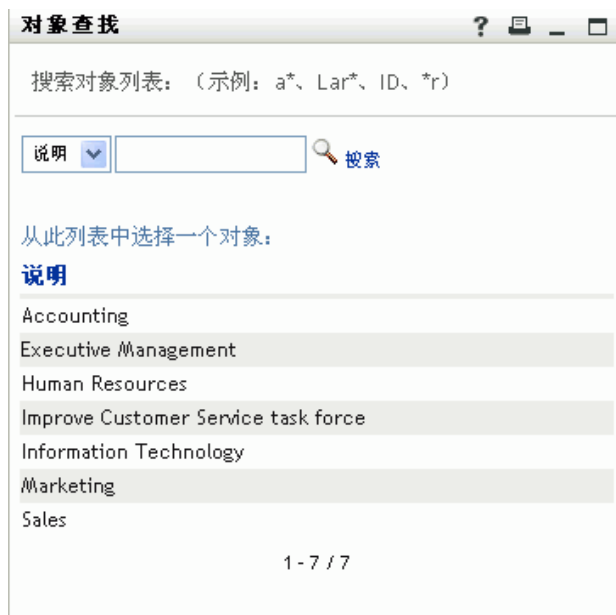 对象查找 ?
搜索对象列表：（示例：a*、Lar*、ID、*r）
说明 搜索
从此列表中选择一个对象：
说明
Accounting
Executive Management
Human Resources
Improve Customer Service task force
Information Technology
Marketing
Sales
1 - 7 / 7